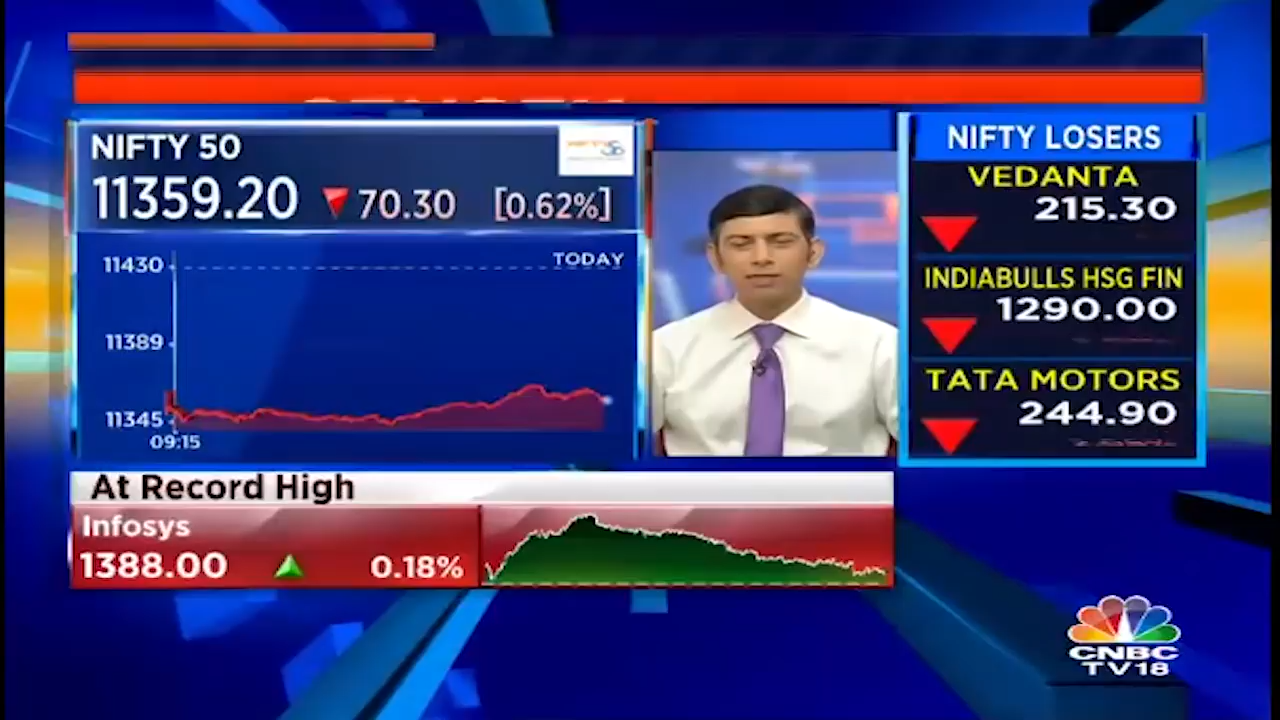 NIFTY 50
11359.20 70.30 [0.62%]
TODAY
11430
11389
11345
09:15
NIFTY LOSERS
VEDANTA
215.30
INDIABULLS HSG FIN
1290.00
TATA MOTORS
244.90
At Record High
Infosys
1388.00 0.18%
CNBC
TV18